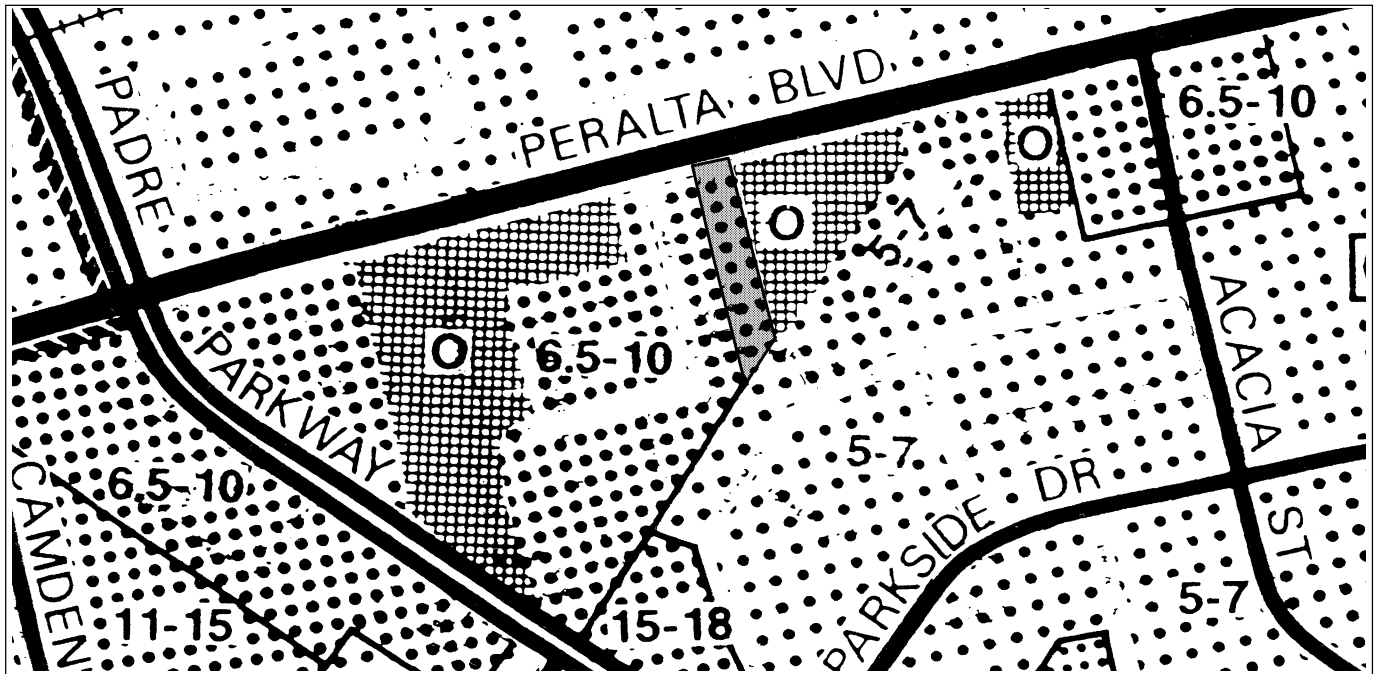 PADRE
PERALTA BLVD.
6.5-10
O
O
5-7
PARKWAY
O
6.5-10
ACACIA
ST
6.5-10
5-7
PARKSIDE DR
CAMDEN
11-15
15-18
5-7